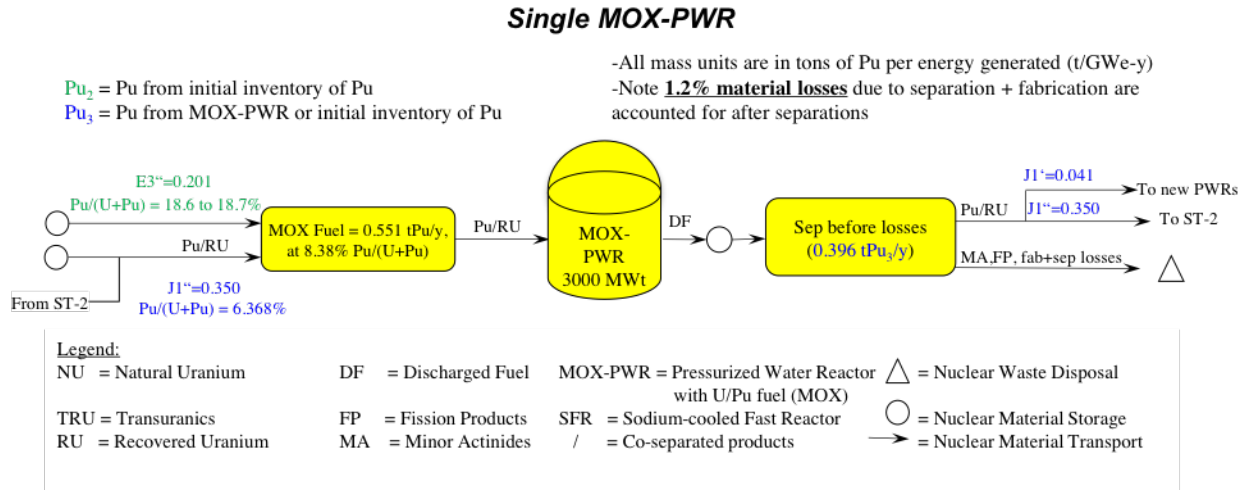 Single MOX-PWR
Pu₂ = Pu from initial inventory of Pu
Pu₃ = Pu from MOX-PWR or initial inventory of Pu
-All mass units are in tons of Pu per energy generated (t/GWe-y)
-Note 1.2% material losses due to separation + fabrication are
accounted for after separations
E3“=0.201
Pu/(U+Pu) = 18.6 to 18.7%
Pu/RU
From ST-2
J1“=0.350
Pu/(U+Pu) = 6.368%
MOX Fuel = 0.551 tPu/y,
at 8.38% Pu/(U+Pu)
Pu/RU
MOX-
PWR
3000 MWt
DF
Sep before losses
(0.396 tPu₃/y)
Pu/RU
J1‘=0.041
To new PWRs
J1“=0.350
To ST-2
MA,FP, fab+sep losses
Legend:
NU = Natural Uranium
TRU = Transuranics
RU = Recovered Uranium
DF = Discharged Fuel
FP = Fission Products
MA = Minor Actinides
MOX-PWR = Pressurized Water Reactor
with U/Pu fuel (MOX)
SFR = Sodium-cooled Fast Reactor
/ = Co-separated products
= Nuclear Waste Disposal
= Nuclear Material Storage
= Nuclear Material Transport